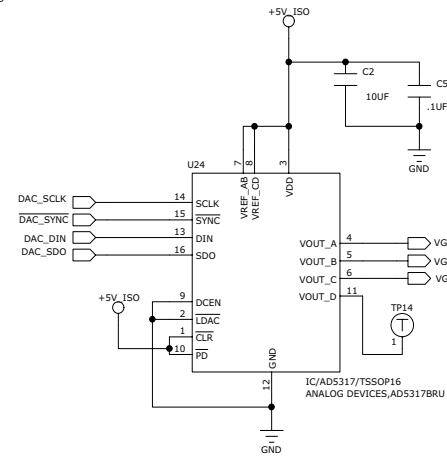 +5V_ISO
C2
10UF
C5
.1UF
GND
U24
7
8
3
VREF_AB
VREF_CD
VDD
DAC_SCLK
14
SCLK
DAC_SYNC
15
SYNC
DAC_DIN
13
DIN
DAC_SDO
16
SDO
VOUT_A
4
VG
VOUT_B
5
VG
VOUT_C
6
VG
VOUT_D
11
TP14
1
+5V_ISO
9
DCEN
2
LDAC
1
CLR
10
PD
GND
12
IC/AD5317/TSSOP16
ANALOG DEVICES,AD5317BRU
GND